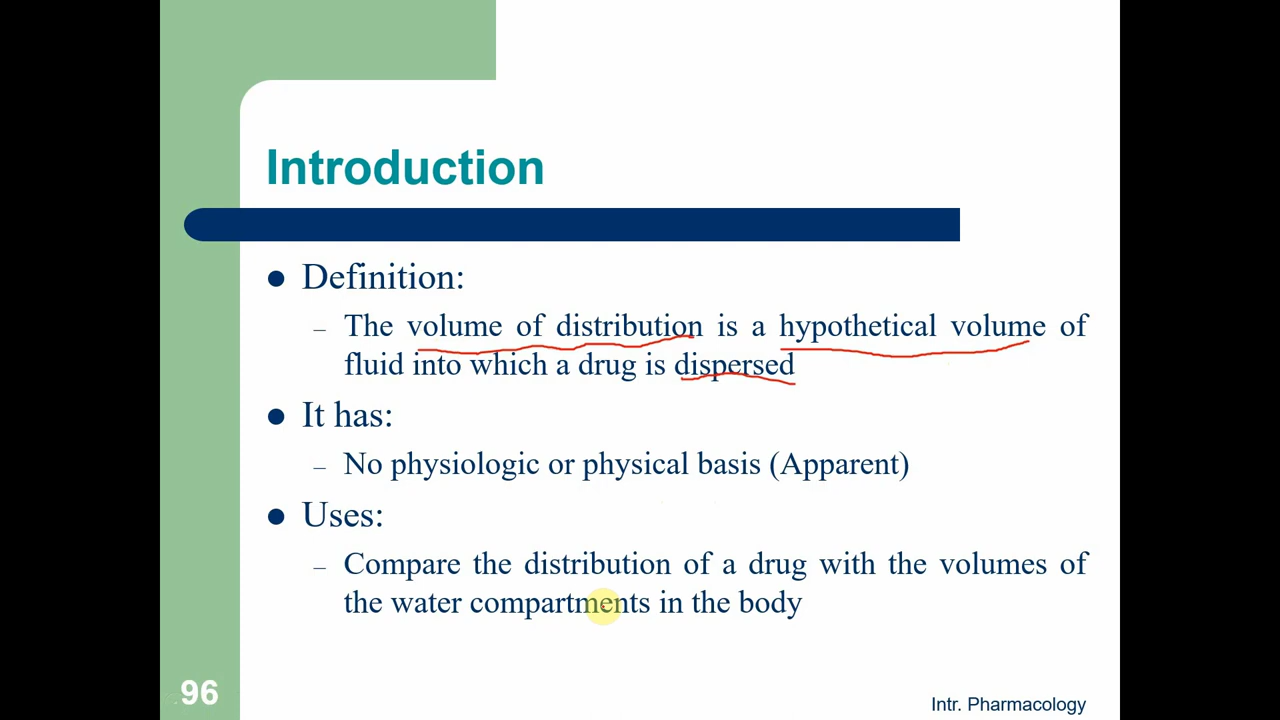 Introduction
● Definition:
– The volume of distribution is a hypothetical volume of
fluid into which a drug is dispersed
● It has:
– No physiologic or physical basis (Apparent)
● Uses:
– Compare the distribution of a drug with the volumes of
the water compartments in the body
96
Intr. Pharmacology